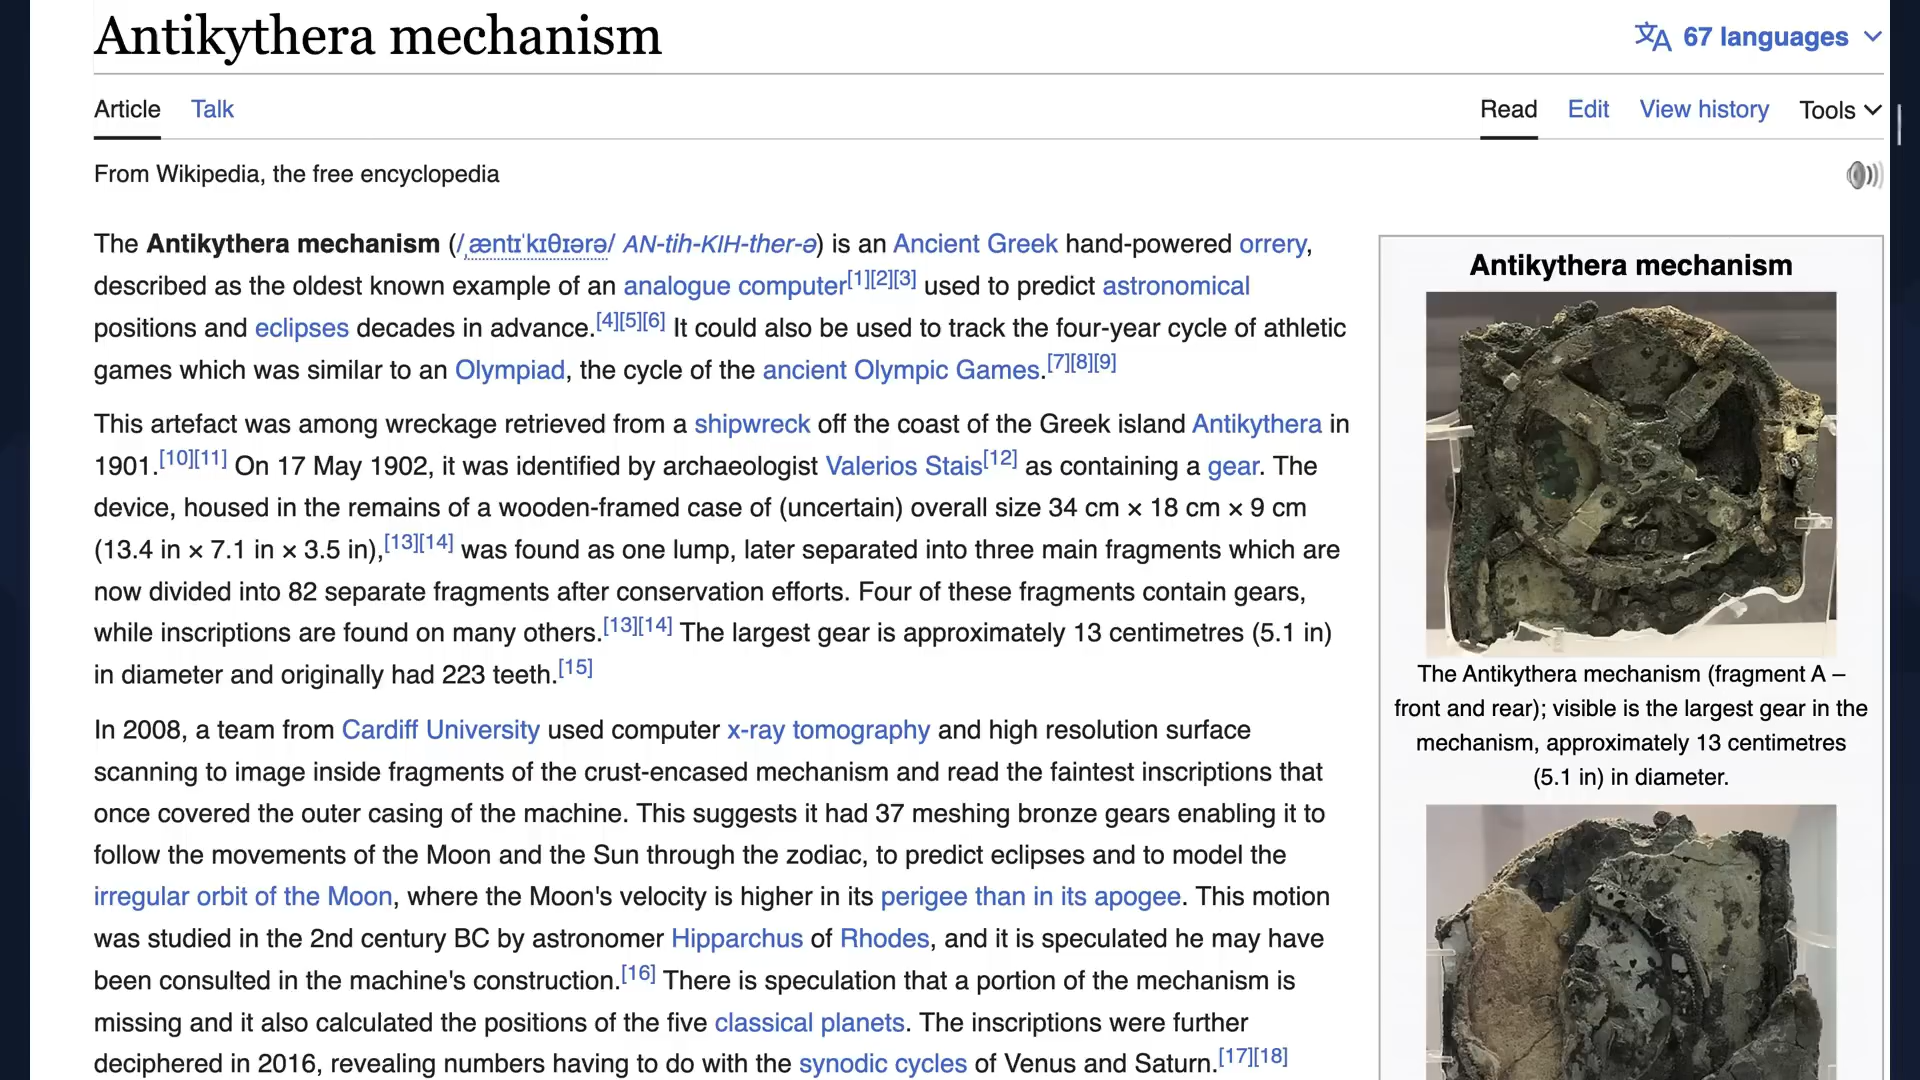 Antikythera mechanism
67 languages
Article Talk
Read Edit View history Tools
From Wikipedia, the free encyclopedia
The Antikythera mechanism (/ˌæntɪˈkɪθɪərə/ AN-tih-KIH-ther-ə) is an Ancient Greek hand-powered orrery,
described as the oldest known example of an analogue computer[1][2][3] used to predict astronomical
positions and eclipses decades in advance.[4][5][6] It could also be used to track the four-year cycle of athletic
games which was similar to an Olympiad, the cycle of the ancient Olympic Games.[7][8][9]
This artefact was among wreckage retrieved from a shipwreck off the coast of the Greek island Antikythera in
1901.[10][11] On 17 May 1902, it was identified by archaeologist Valerios Stais[12] as containing a gear. The
device, housed in the remains of a wooden-framed case of (uncertain) overall size 34 cm × 18 cm × 9 cm
(13.4 in × 7.1 in × 3.5 in),[13][14] was found as one lump, later separated into three main fragments which are
now divided into 82 separate fragments after conservation efforts. Four of these fragments contain gears,
while inscriptions are found on many others.[13][14] The largest gear is approximately 13 centimetres (5.1 in)
in diameter and originally had 223 teeth.[15]
In 2008, a team from Cardiff University used computer x-ray tomography and high resolution surface
scanning to image inside fragments of the crust-encased mechanism and read the faintest inscriptions that
once covered the outer casing of the machine. This suggests it had 37 meshing bronze gears enabling it to
follow the movements of the Moon and the Sun through the zodiac, to predict eclipses and to model the
irregular orbit of the Moon, where the Moon's velocity is higher in its perigee than in its apogee. This motion
was studied in the 2nd century BC by astronomer Hipparchus of Rhodes, and it is speculated he may have
been consulted in the machine's construction.[16] There is speculation that a portion of the mechanism is
missing and it also calculated the positions of the five classical planets. The inscriptions were further
deciphered in 2016, revealing numbers having to do with the synodic cycles of Venus and Saturn.[17][18]
Antikythera mechanism
The Antikythera mechanism (fragment A –
front and rear); visible is the largest gear in the
mechanism, approximately 13 centimetres
(5.1 in) in diameter.